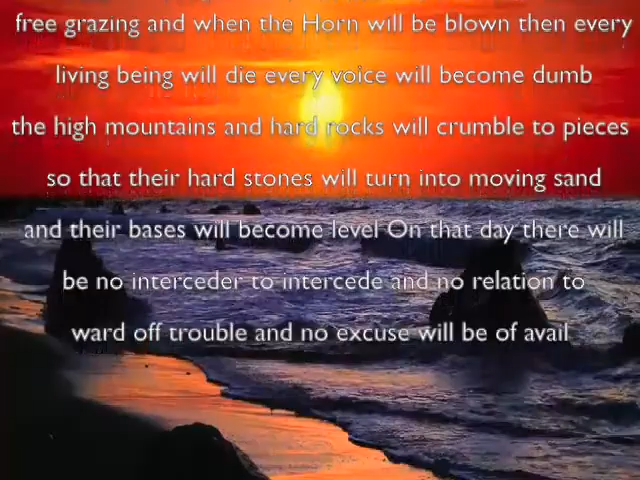 free grazing and when the Horn will be blown then every
living being will die every voice will become dumb
the high mountains and hard rocks will crumble to pieces
so that their hard stones will turn into moving sand
and their bases will become level On that day there will
be no interceder to intercede and no relation to
ward off trouble and no excuse will be of avail